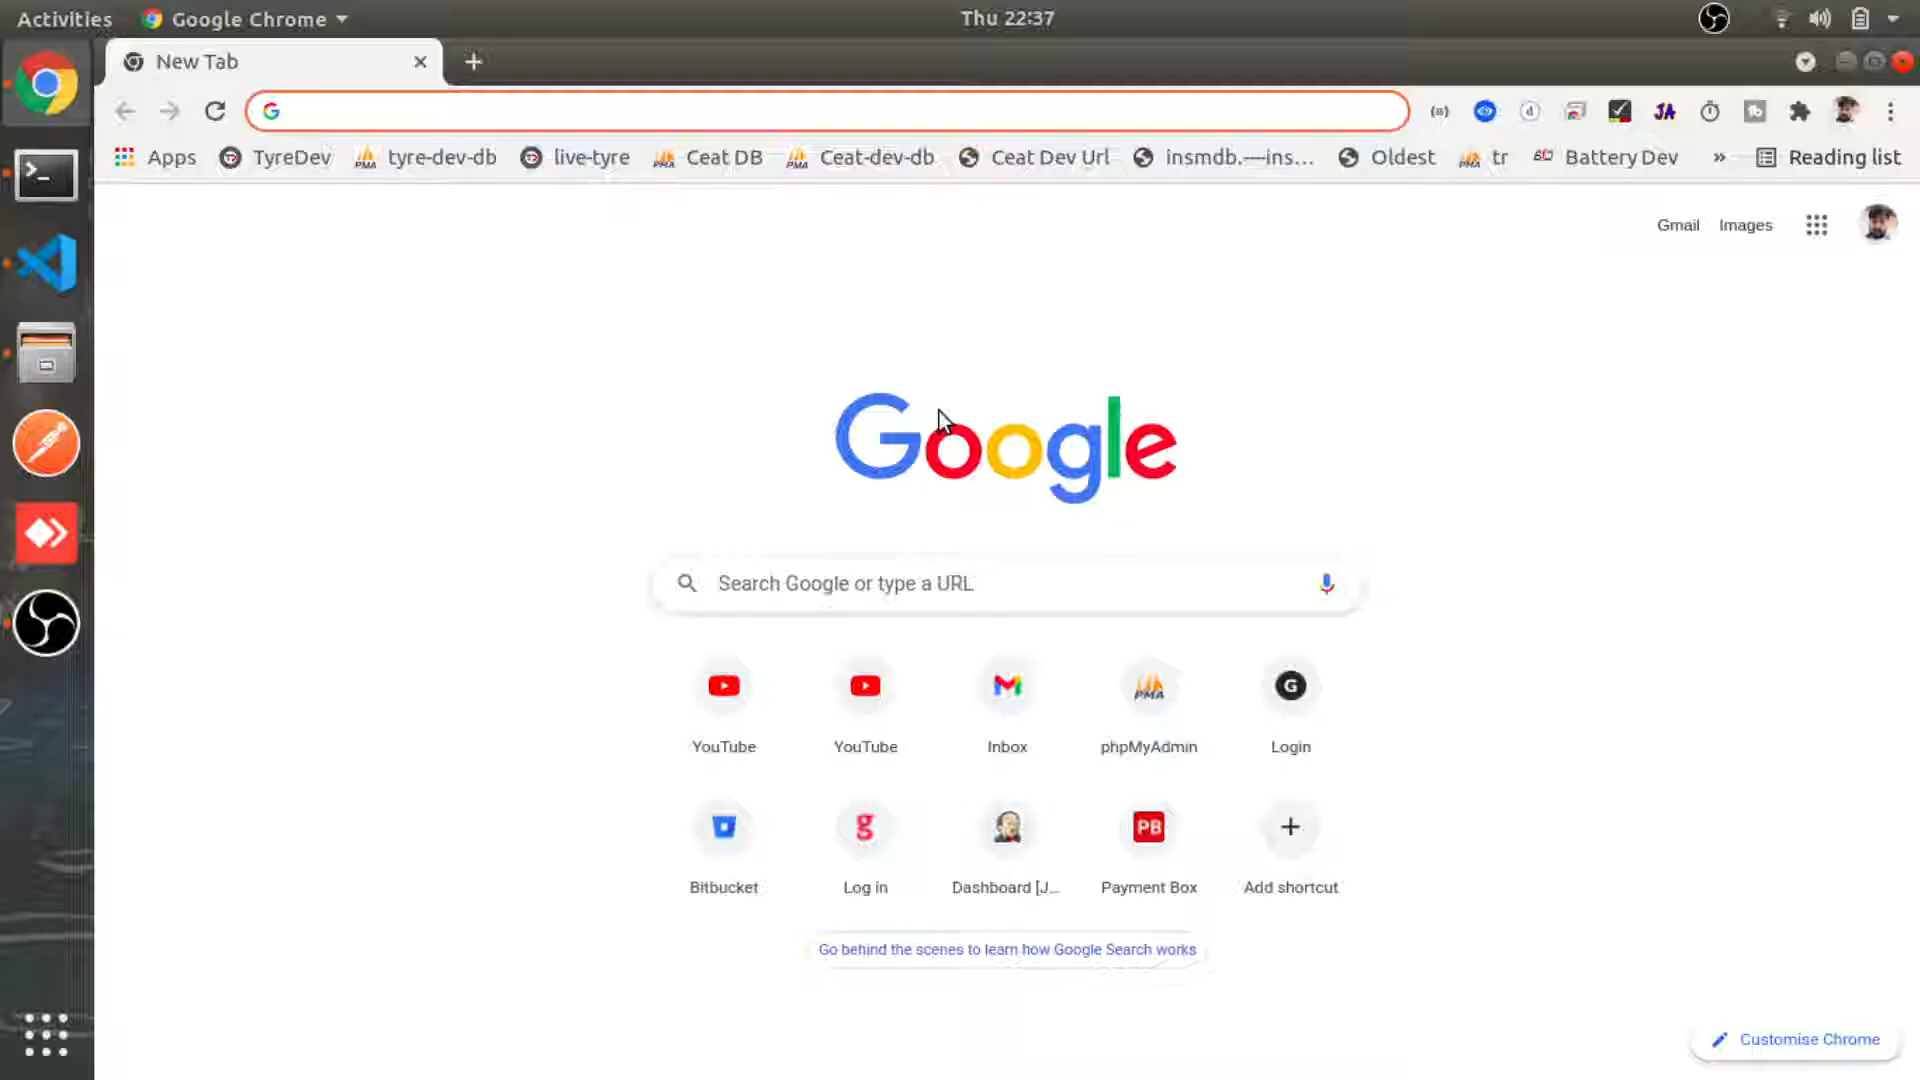 Activities Google Chrome Thu 22:37
New Tab
Apps TyreDev tyre-dev-db live-tyre Ceat DB Ceat-dev-db Ceat Dev Url insmdb.—ins... Oldest tr Battery Dev » Reading list
Gmail Images
Google
Search Google or type a URL
YouTube YouTube Inbox phpMyAdmin Login
Bitbucket Log in Dashboard [J... Payment Box Add shortcut
Go behind the scenes to learn how Google Search works
Customise Chrome